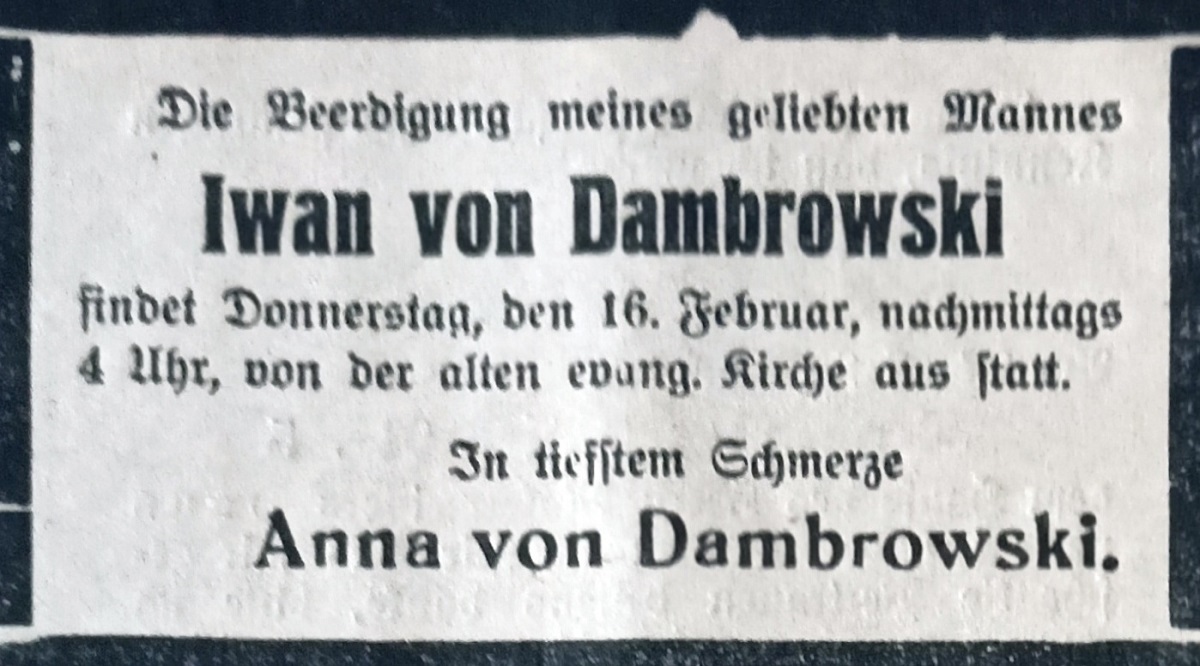 Die Beerdigung meines geliebten Mannes
Iwan von Dambrowski
findet Donnerstag, den 16. Februar, nachmittags
4 Uhr, von der alten evang. Kirche aus statt.
In tiefstem Schmerze
Anna von Dambrowski.